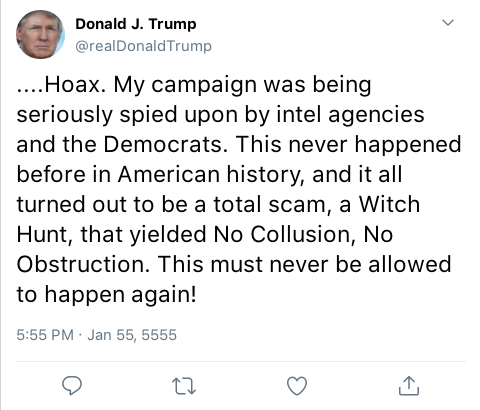 Donald J. Trump
@realDonaldTrump
....Hoax. My campaign was being
seriously spied upon by intel agencies
and the Democrats. This never happened
before in American history, and it all
turned out to be a total scam, a Witch
Hunt, that yielded No Collusion, No
Obstruction. This must never be allowed
to happen again!
5:55 PM · Jan 55, 5555